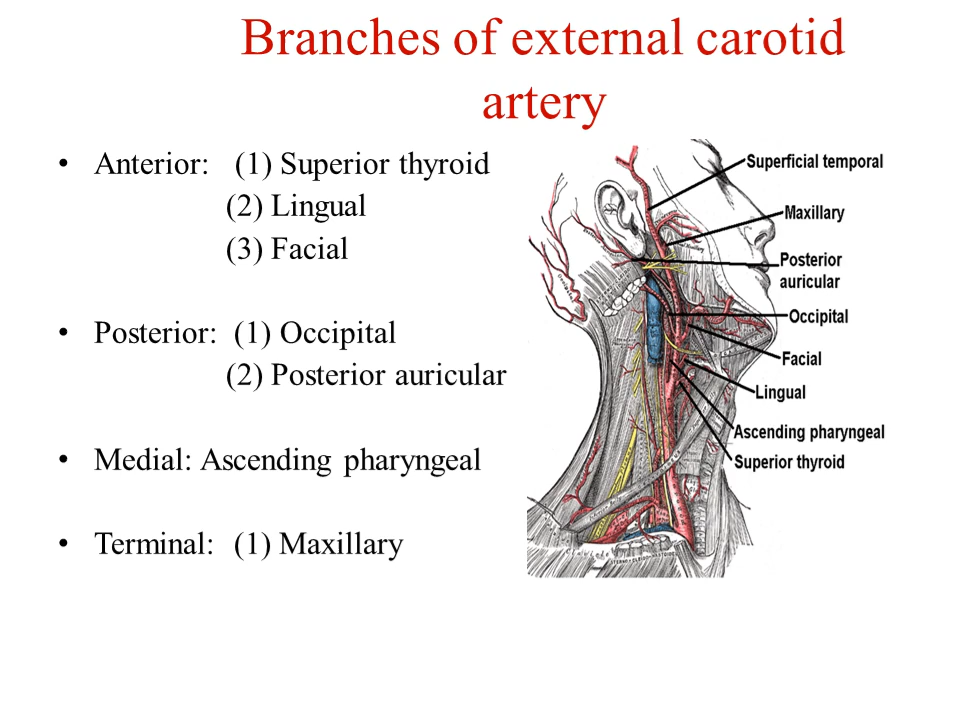 Branches of external carotid
artery
• Anterior: (1) Superior thyroid
(2) Lingual
(3) Facial
• Posterior: (1) Occipital
(2) Posterior auricular
• Medial: Ascending pharyngeal
• Terminal: (1) Maxillary
Superficial temporal
Maxillary
Posterior
auricular
Occipital
Facial
Lingual
Ascending pharyngeal
Superior thyroid